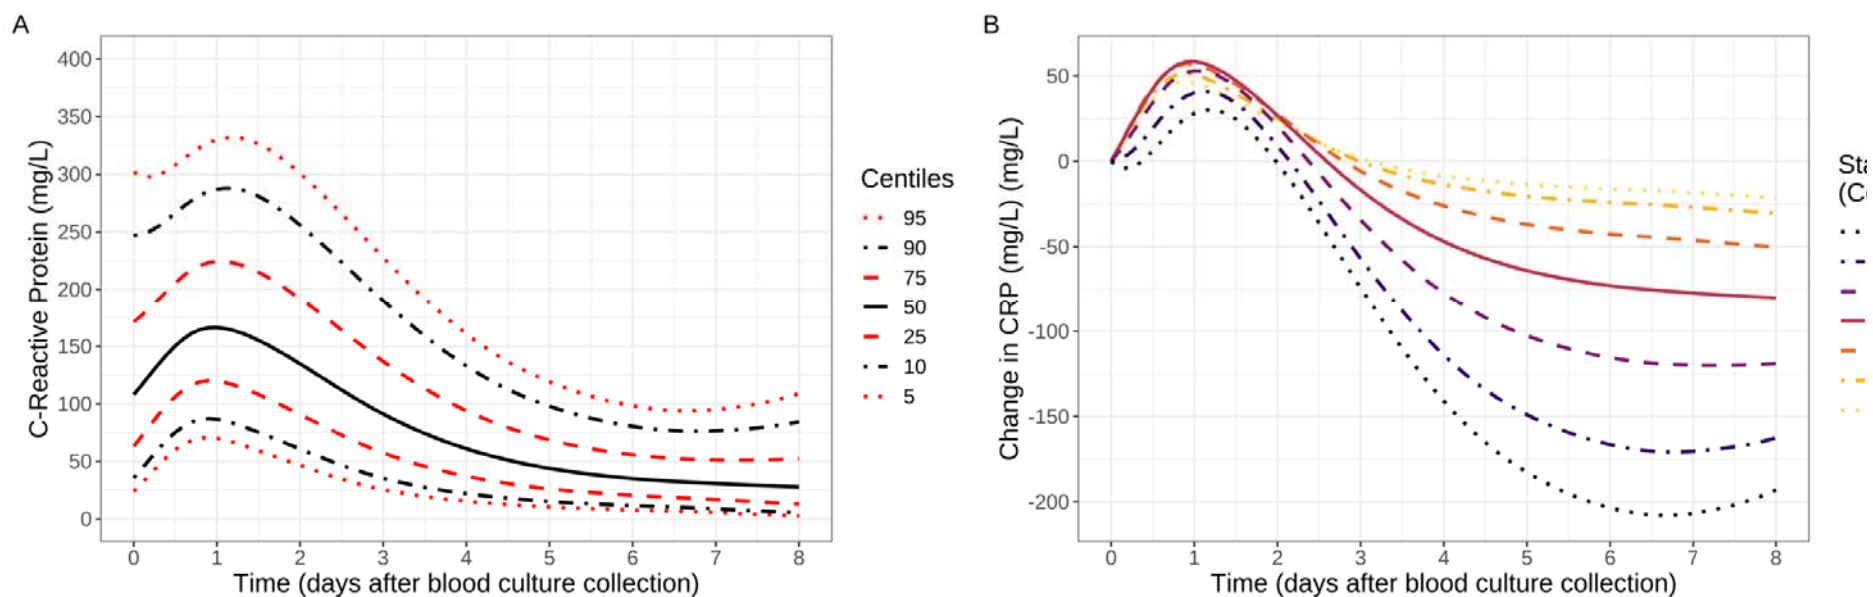 A
C-Reactive Protein (mg/L)
400
350
300
250
200
150
100
50
0
0 1 2 3 4 5 6 7 8
Time (days after blood culture collection)
Centiles
95
90
75
50
25
10
5
B
Change in CRP (mg/L) (mg/L)
50
0
-50
-100
-150
-200
0 1 2 3 4 5 6 7 8
Time (days after blood culture collection)